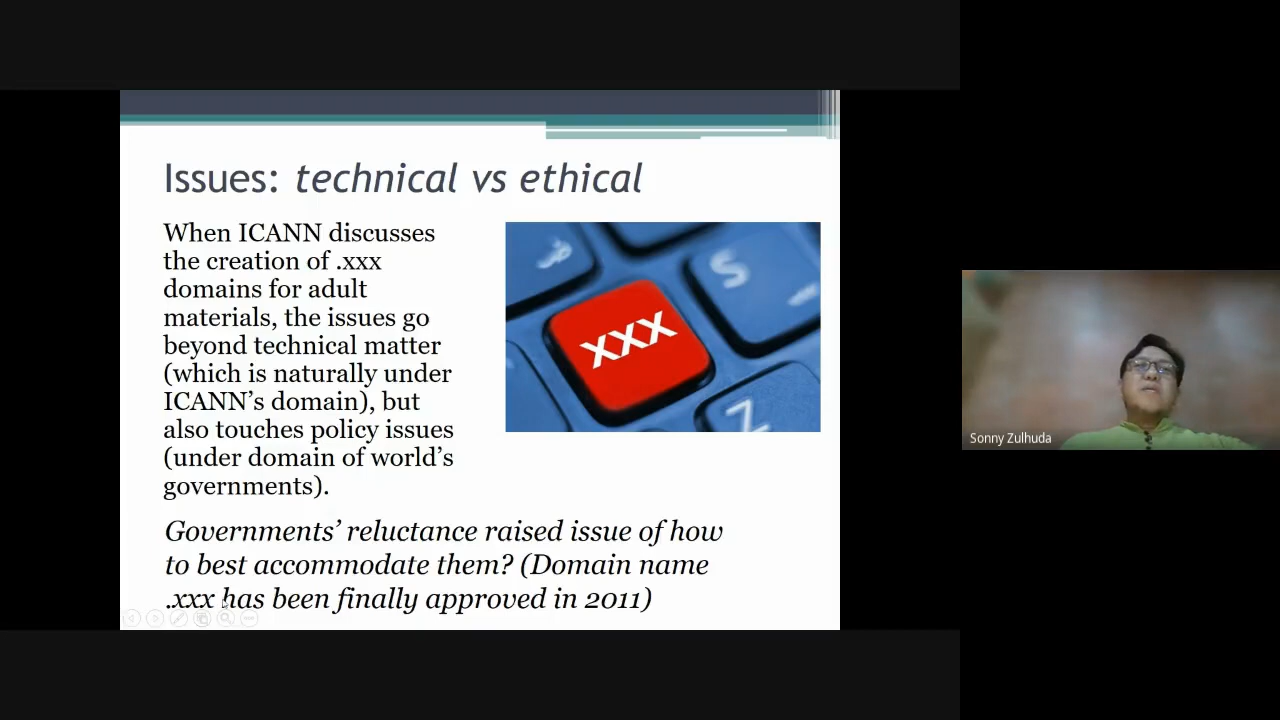 Issues: technical vs ethical
When ICANN discusses
the creation of .xxx
domains for adult
materials, the issues go
beyond technical matter
(which is naturally under
ICANN’s domain), but
also touches policy issues
(under domain of world’s
governments).
S
xxx
Z
Governments’ reluctance raised issue of how
to best accommodate them? (Domain name
.xxx has been finally approved in 2011)
Sonny Zulhuda